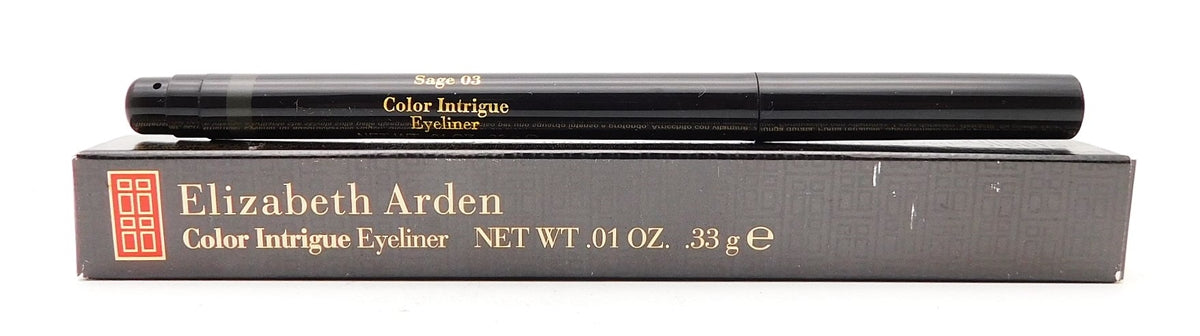 Sage 03
Color Intrigue
Eyeliner
Elizabeth Arden
Color Intrigue Eyeliner NET WT .01 OZ. .33 g ℮